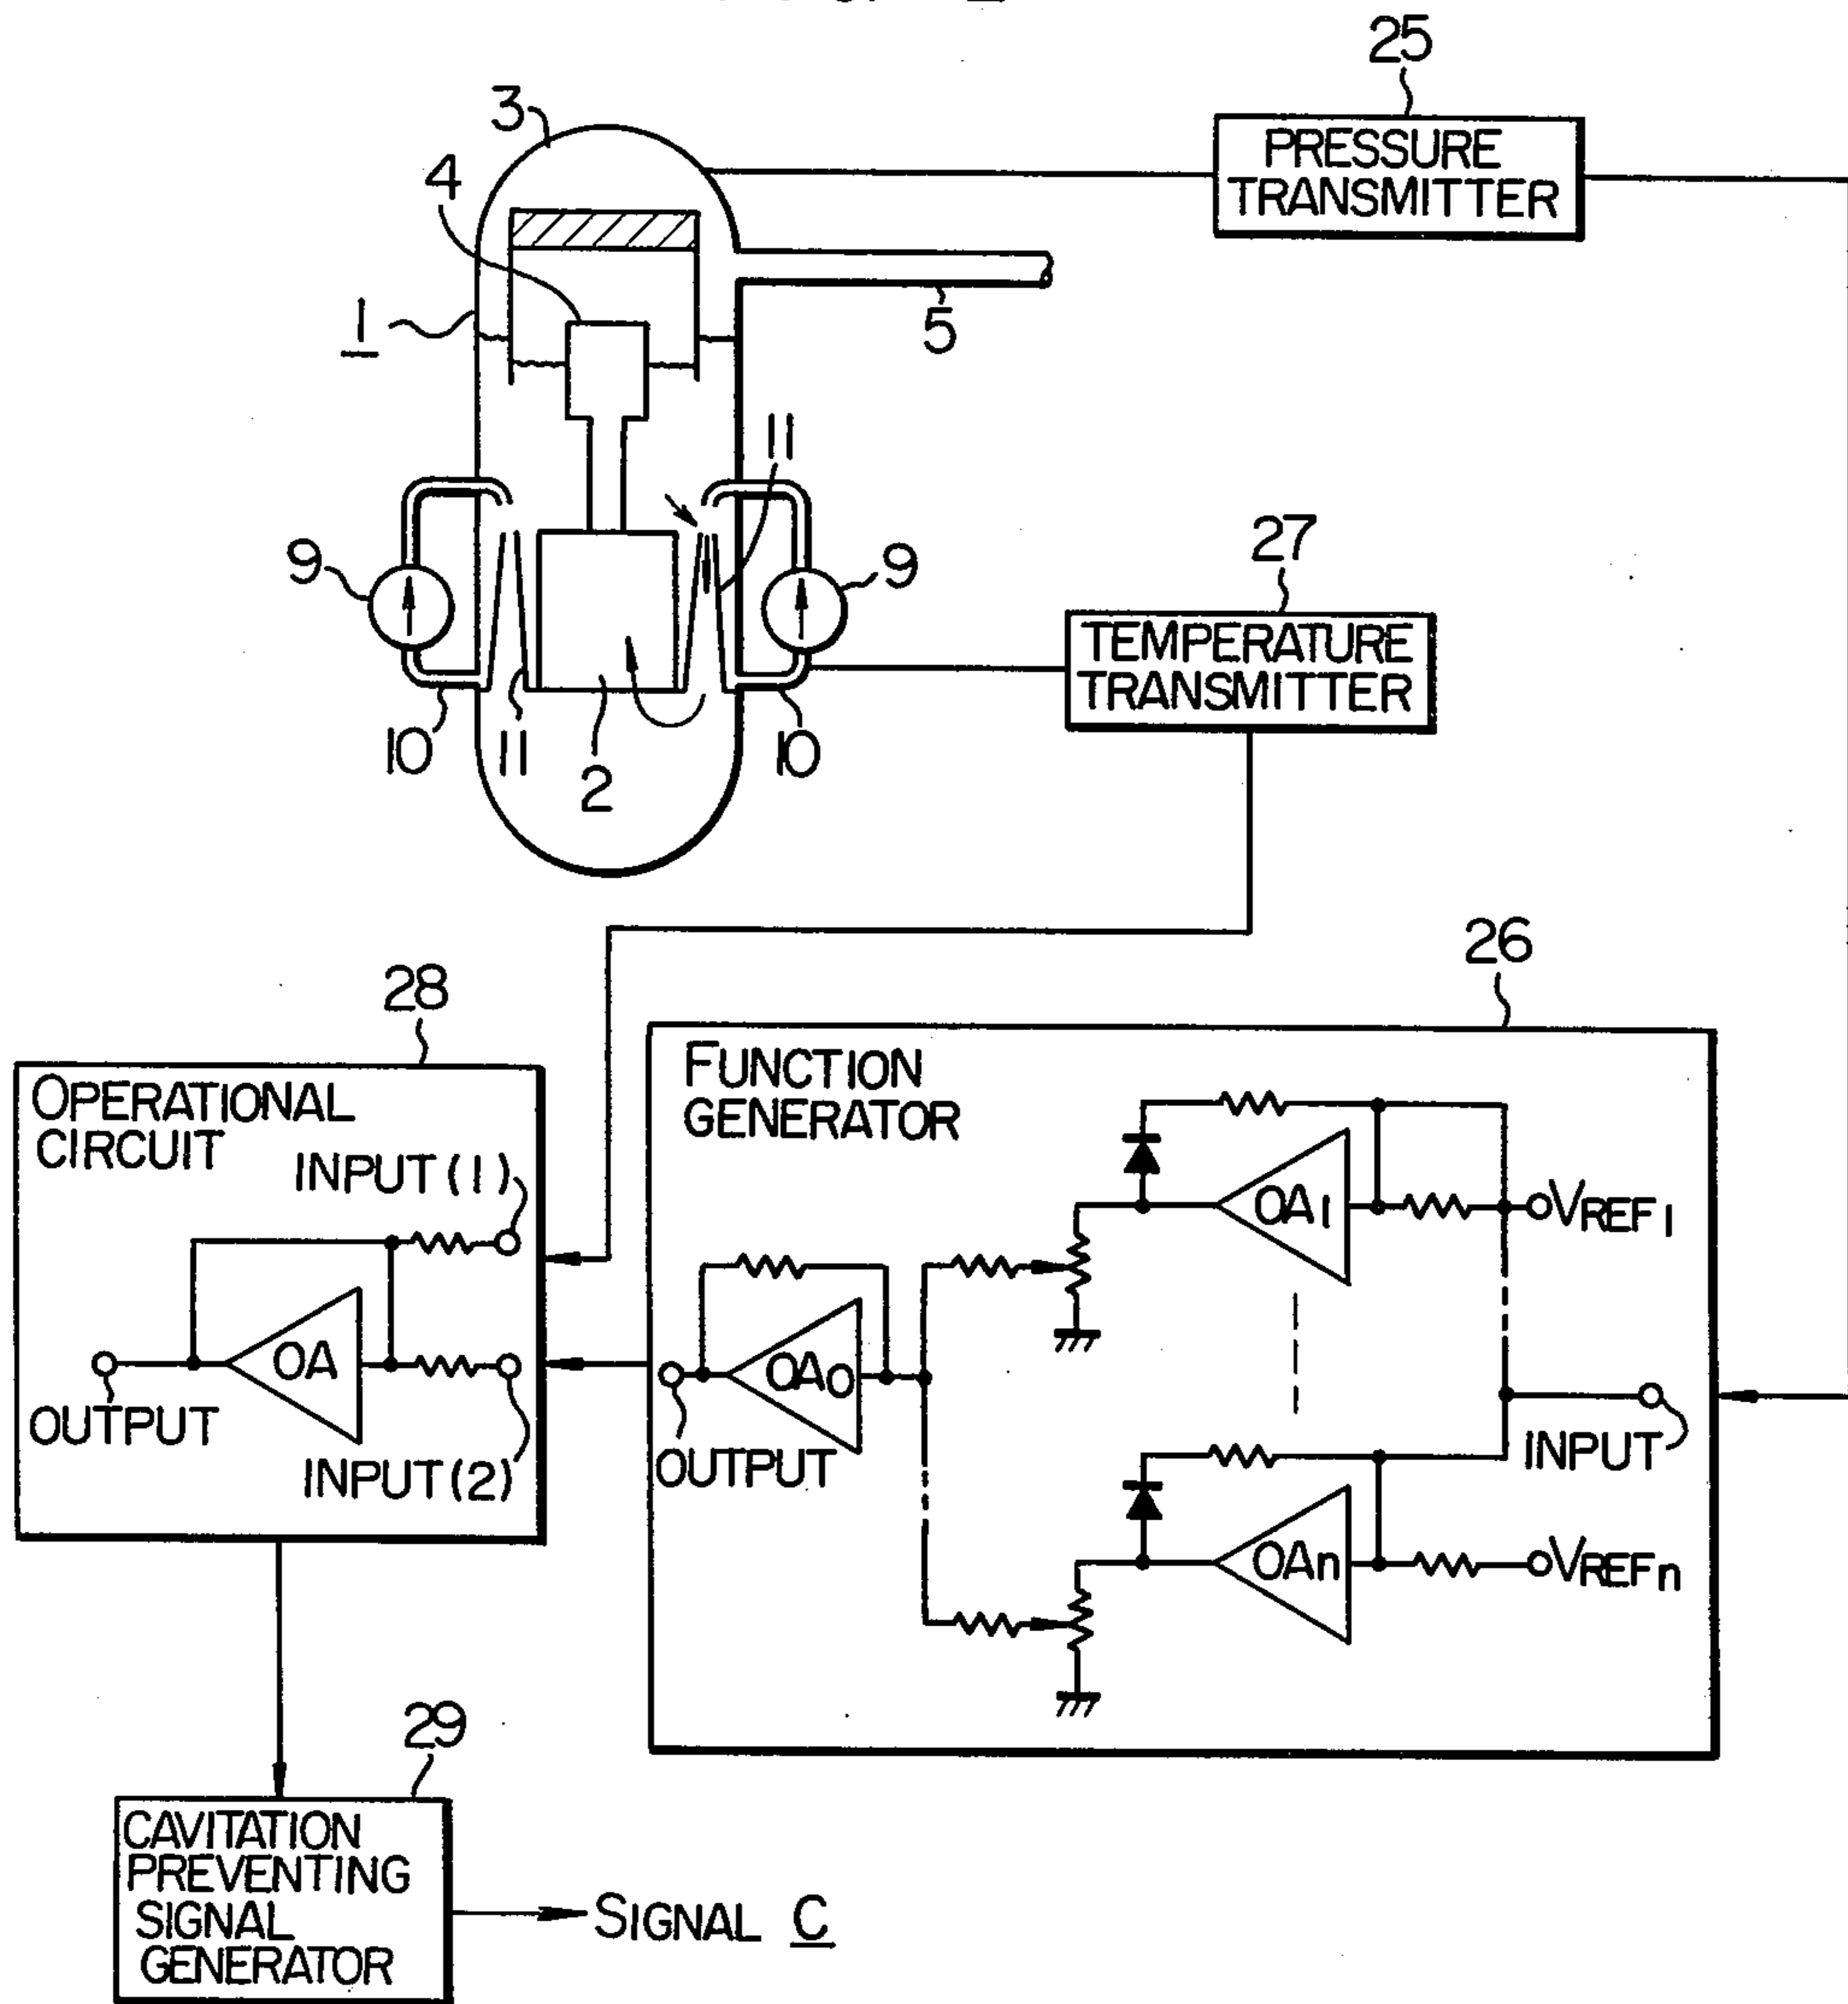 25
3
PRESSURE
TRANSMITTER
4
1
5
11
27
9
9
TEMPERATURE
TRANSMITTER
10
11
2
10
26
28
FUNCTION
GENERATOR
OPERATIONAL
CIRCUIT
INPUT (1)
OA1
VREF1
OA
OA0
OUTPUT
INPUT
OUTPUT
INPUT (2)
OAn
VREFn
29
CAVITATION
PREVENTING
SIGNAL
GENERATOR
SIGNAL C